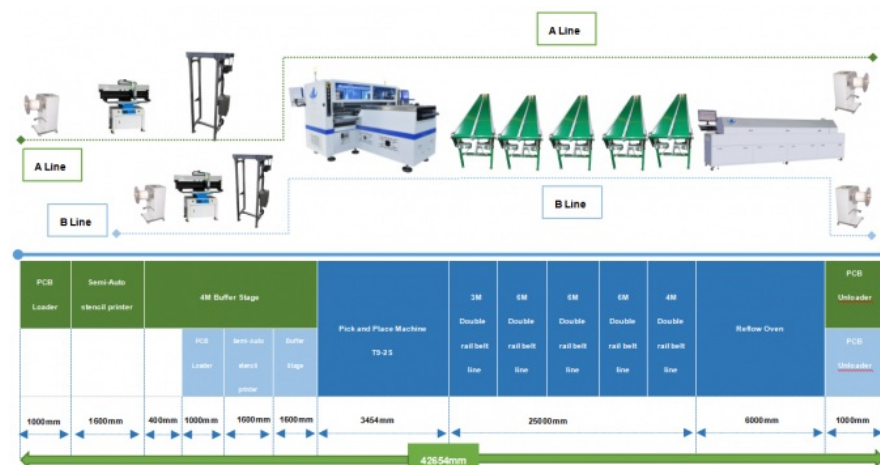 A Line
A Line
B Line
B Line
PCB
Loader
Semi-Auto
stencil printer
4M Buffer Stage
PCB
Loader
Semi-Auto
stencil
printer
Buffer
Stage
Pick and Place Machine
T9-2S
3M
Double
rail belt
line
6M
Double
rail belt
line
6M
Double
rail belt
line
6M
Double
rail belt
line
4M
Double
rail belt
line
Reflow Oven
PCB
Unloader
PCB
Unloader
1000mm
1600mm
400mm
1000mm
1600mm
1600mm
3454mm
25000mm
6000mm
1000mm
42654mm